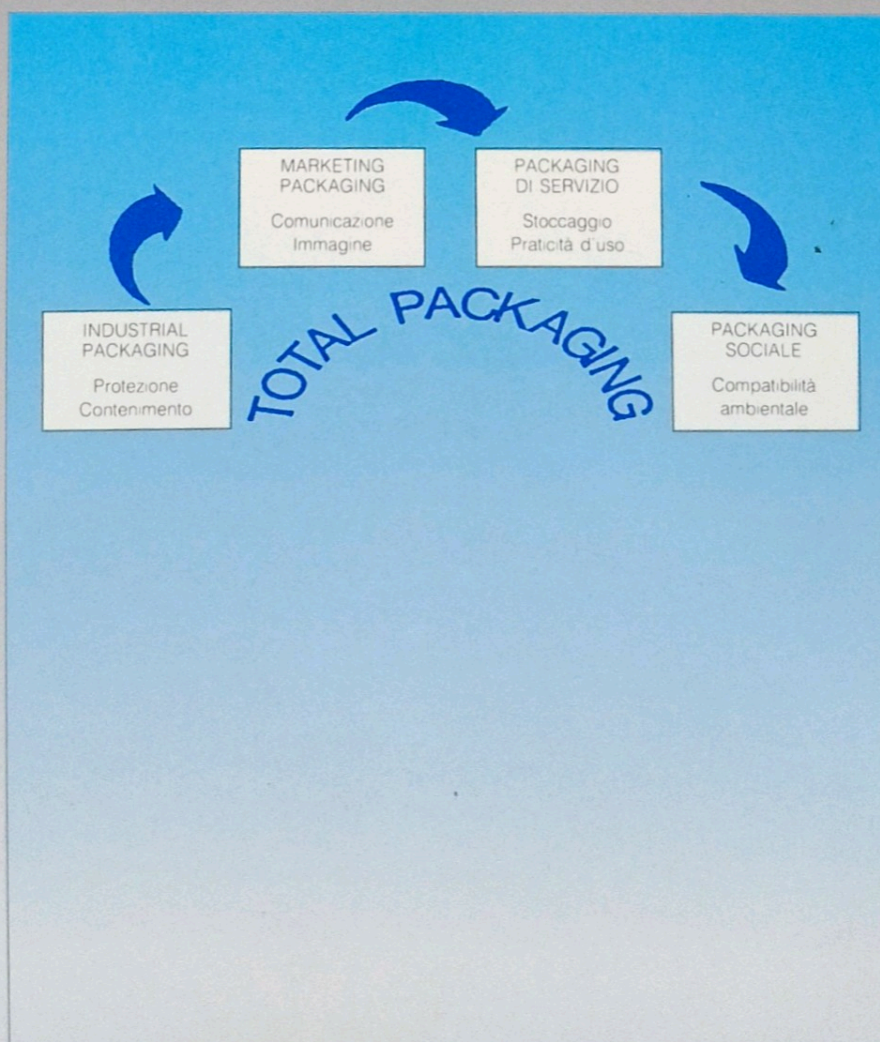 INDUSTRIAL
PACKAGING
Protezione
Contenimento
MARKETING
PACKAGING
Comunicazione
Immagine
PACKAGING
DI SERVIZIO
Stoccaggio
Praticità d'uso
PACKAGING
SOCIALE
Compatibilità
ambientale
TOTAL PACKAGING